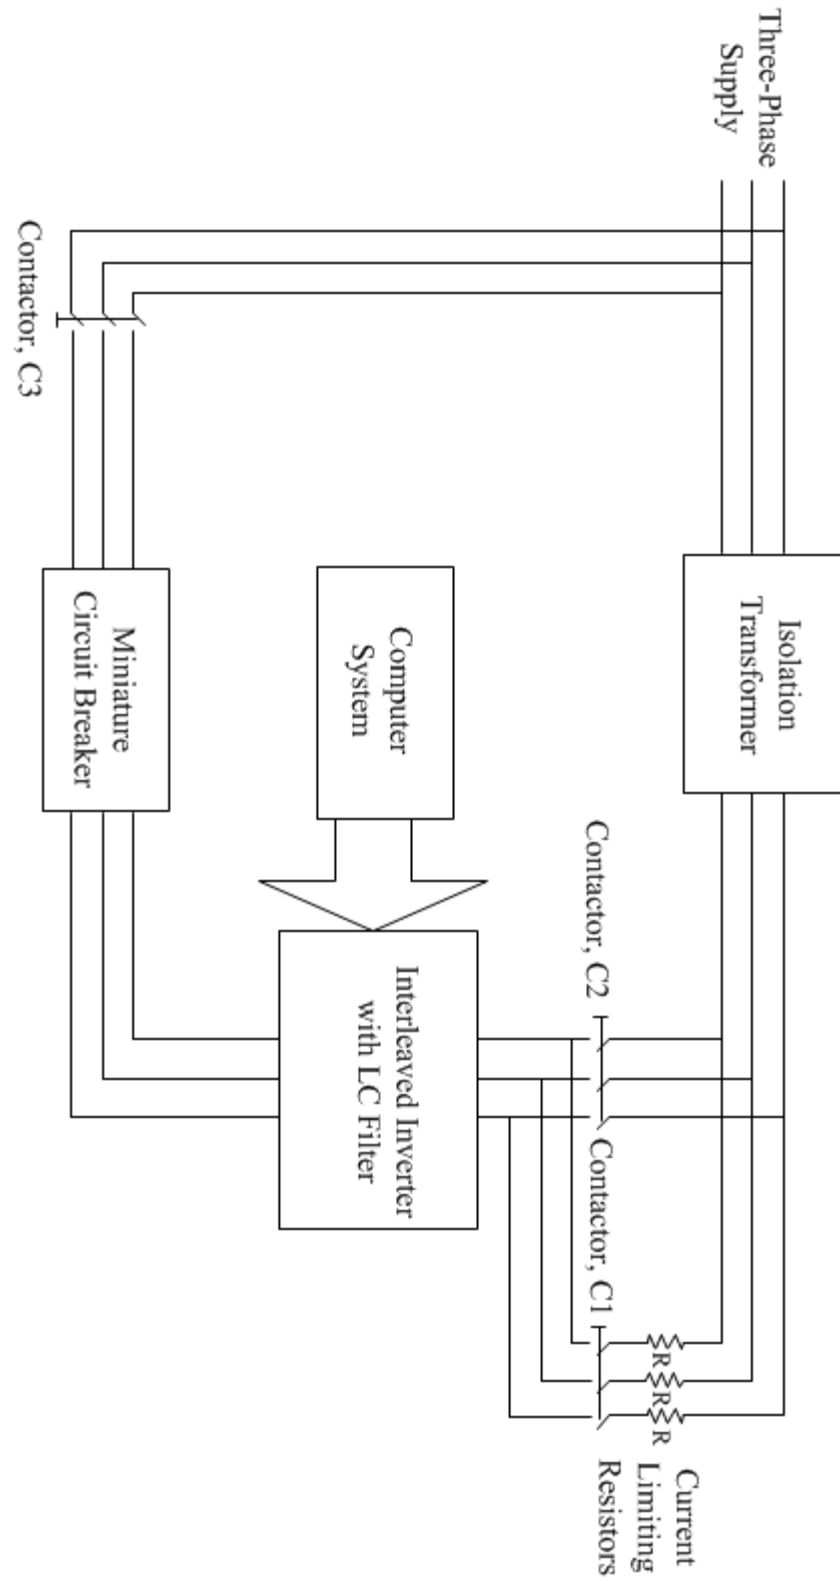 Three-Phase
Supply
Isolation
Transformer
Contactor, C2
Contactor, C1
R
R
R
Current
Limiting
Resistors
Computer
System
Interleaved Inverter
with LC Filter
Contactor, C3
Miniature
Circuit Breaker